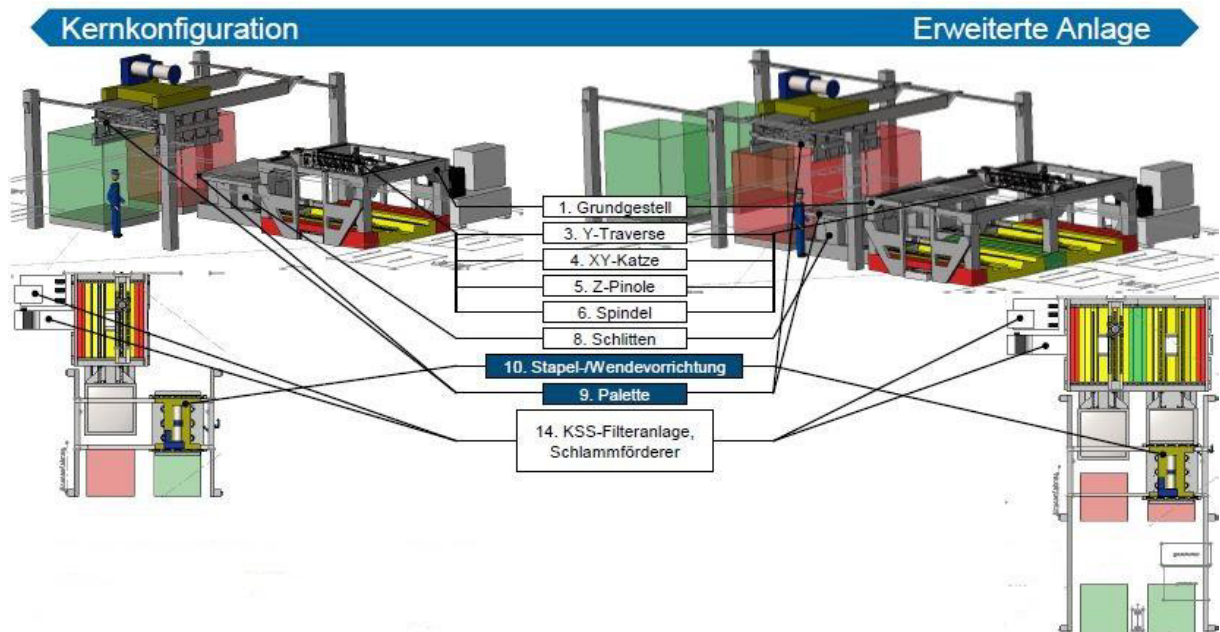 Kernkonfiguration
Erweiterte Anlage
1. Grundgestell
3. Y-Traverse
4. XY-Katze
5. Z-Pinole
6. Spindel
8. Schlitten
10. Stapel-/Wendevorrichtung
9. Palette
14. KSS-Filteranlage,
Schlammförderer